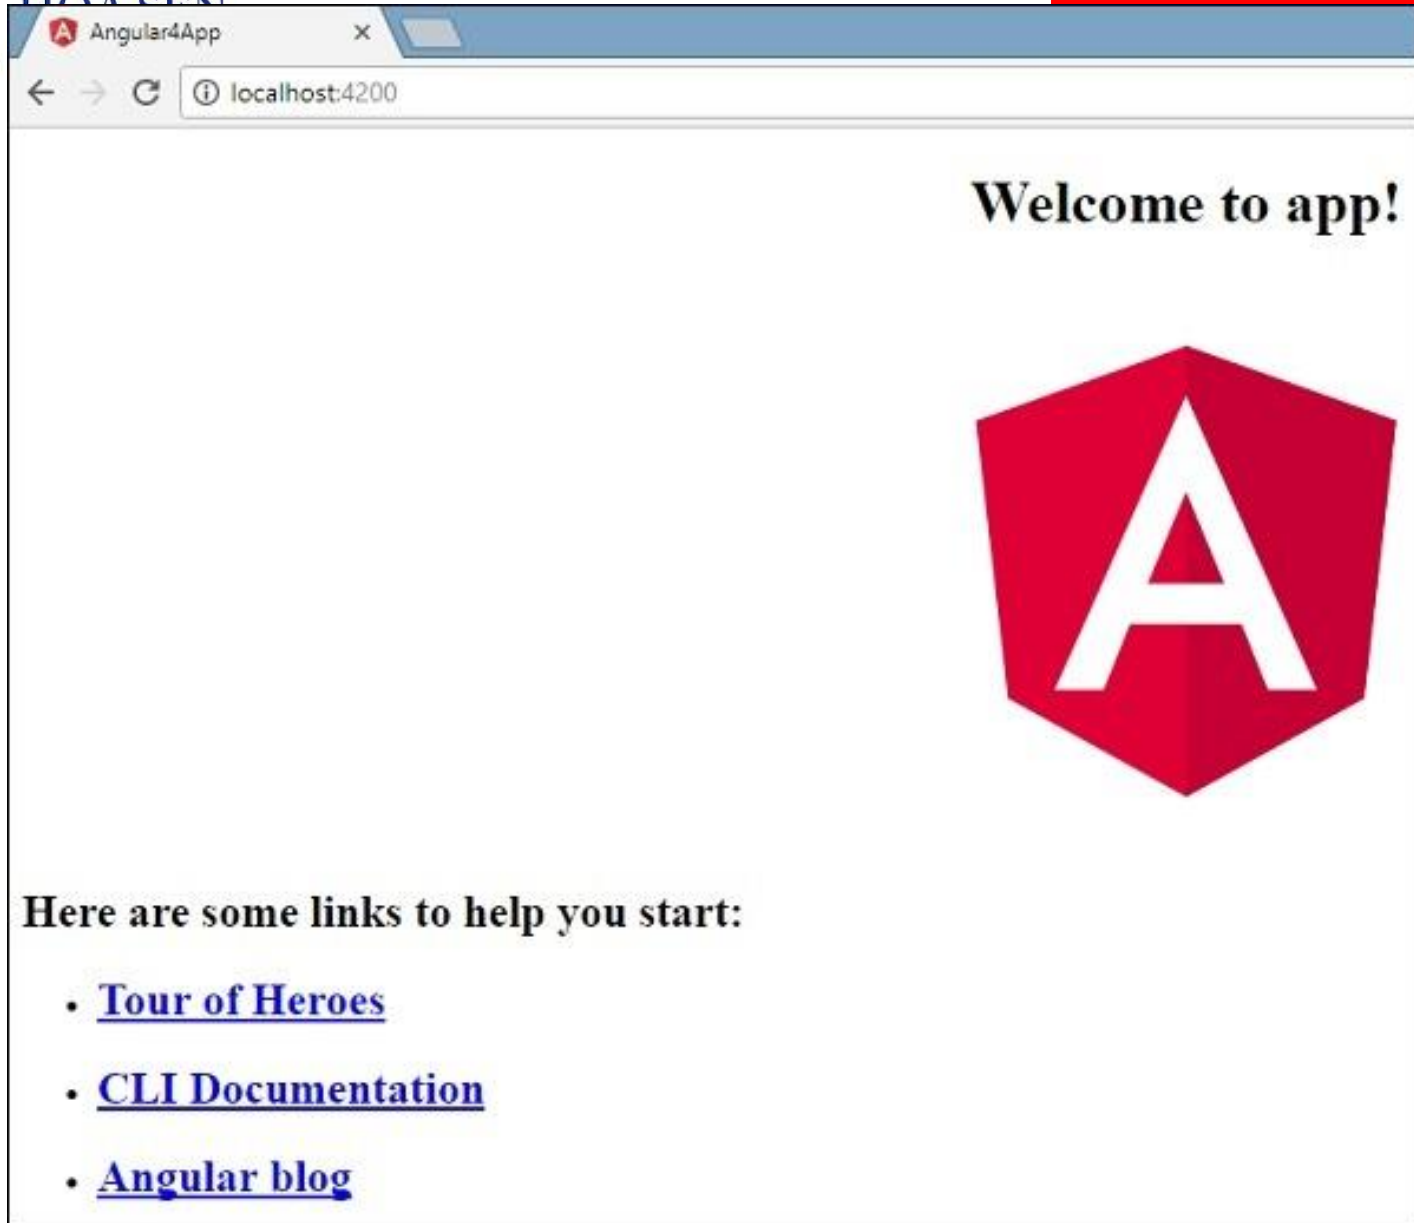 Angular4App
localhost:4200
Welcome to app!
A
Here are some links to help you start:
Tour of Heroes
CLI Documentation
Angular blog